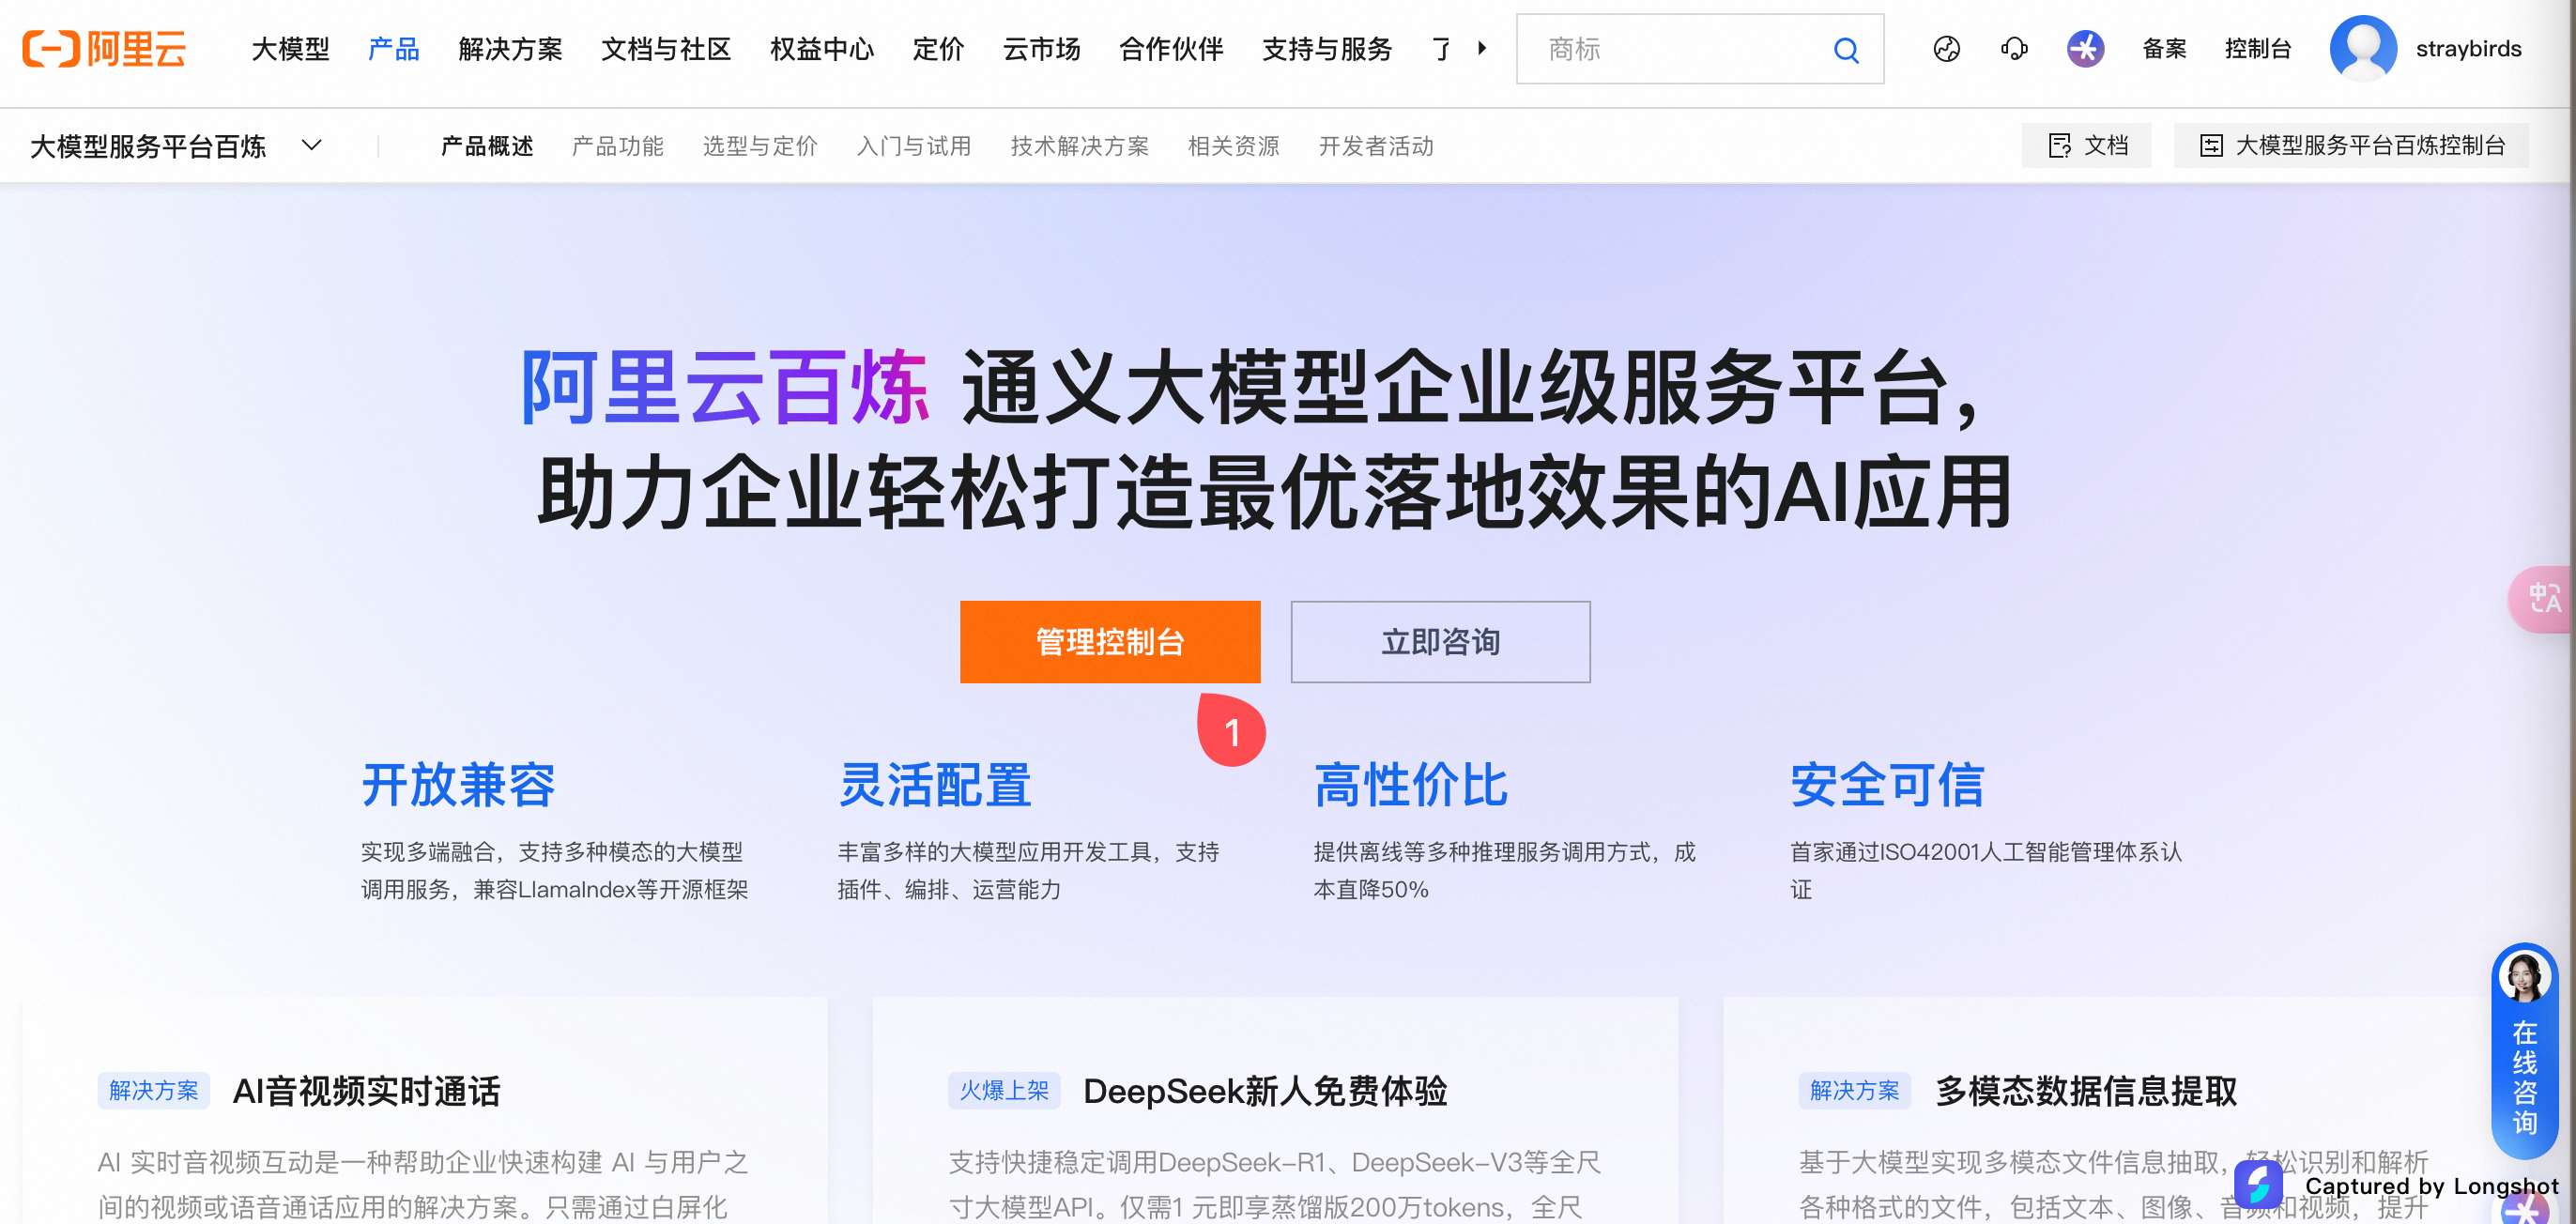 阿里云
大模型 产品 解决方案 文档与社区 权益中心 定价 云市场 合作伙伴 支持与服务
商标
备案 控制台 straybirds
大模型服务平台百炼
产品概述 产品功能 选型与定价 入门与试用 技术解决方案 相关资源 开发者活动
文档 大模型服务平台百炼控制台
阿里云百炼 通义大模型企业级服务平台，
助力企业轻松打造最优落地效果的AI应用
管理控制台 立即咨询
1
开放兼容
实现多端融合，支持多种模态的大模型
调用服务，兼容LlamaIndex等开源框架
灵活配置
丰富多样的大模型应用开发工具，支持
插件、编排、运营能力
高性价比
提供离线等多种推理服务调用方式，成
本直降50%
安全可信
首家通过ISO42001人工智能管理体系认
证
中A
在线咨询
解决方案 AI音视频实时通话
AI 实时音视频互动是一种帮助企业快速构建 AI 与用户之
间的视频或语音通话应用的解决方案。只需通过白屏化
火爆上架 DeepSeek新人免费体验
支持快捷稳定调用DeepSeek-R1、DeepSeek-V3等全尺
寸大模型API。仅需1 元即享蒸馏版200万tokens，全尺
解决方案 多模态数据信息提取
基于大模型实现多模态文件信息抽取，轻松识别和解析
各种格式的文件，包括文本、图像、音频和视频，提升
Captured by Longshot